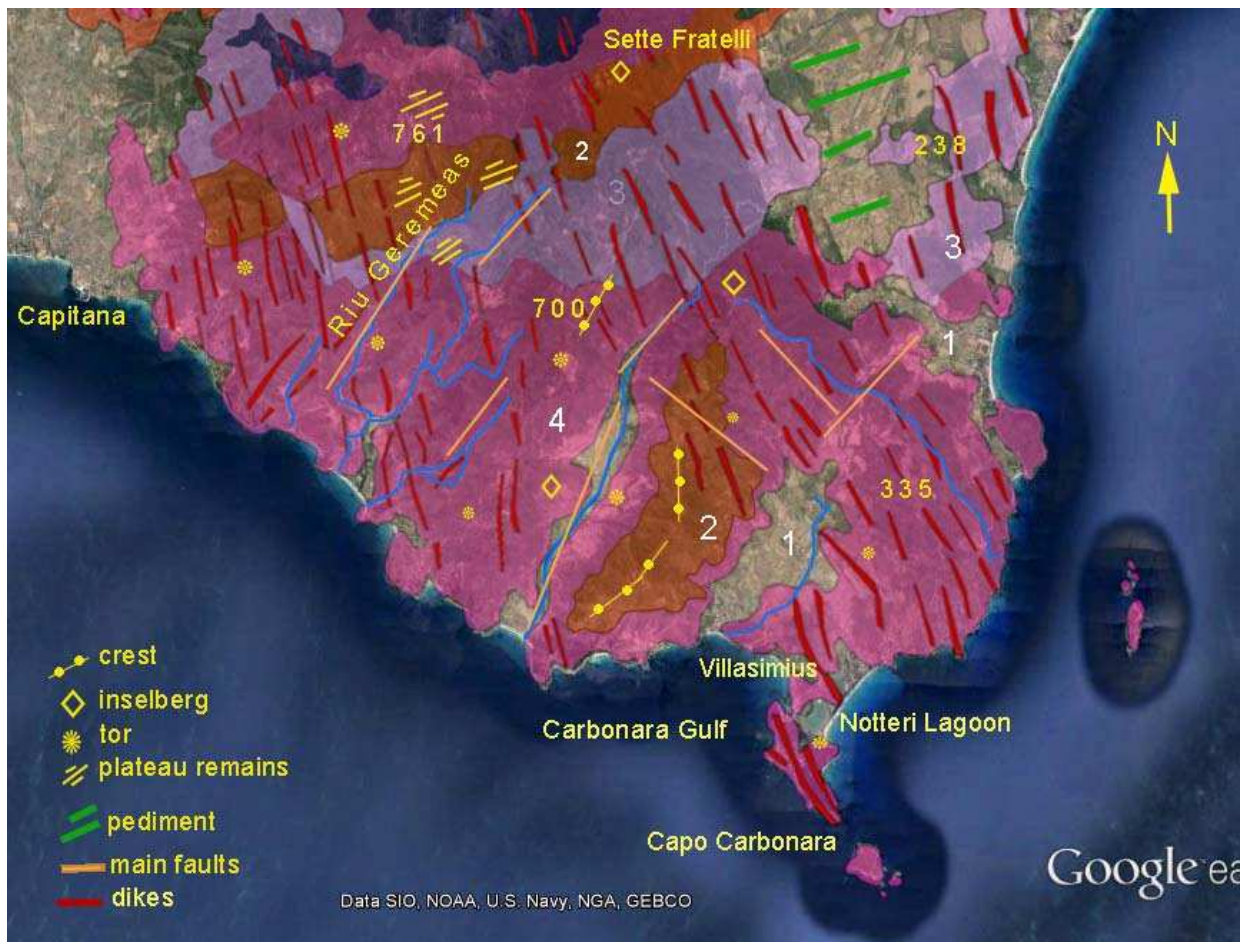 Sette Fratelli
N
761
2
238
3
Riu Geremeas
3
Capitana
700
1
4
335
2
1
crest
inselberg
tor
plateau remains
pediment
main faults
dikes
Villasimius
Carbonara Gulf
Notteri Lagoon
Capo Carbonara
Data SIO, NOAA, U.S. Navy, NGA, GEBCO
Google ea